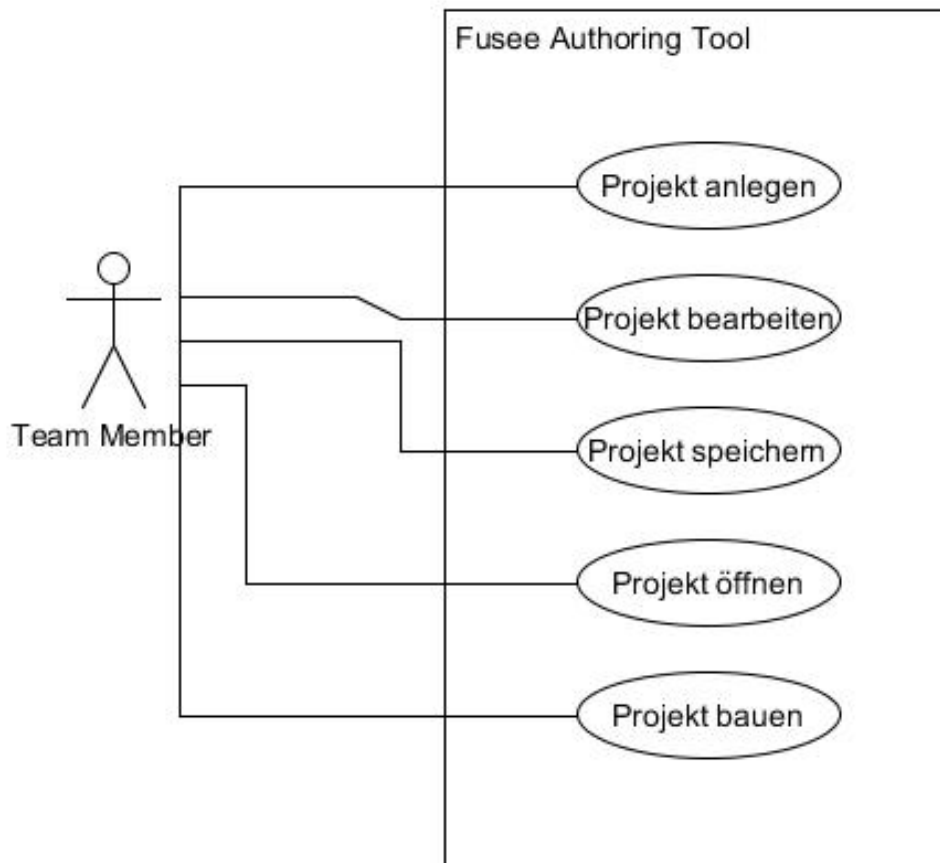 Fusee Authoring Tool
Projekt anlegen
Projekt bearbeiten
Team Member
Projekt speichern
Projekt öffnen
Projekt bauen